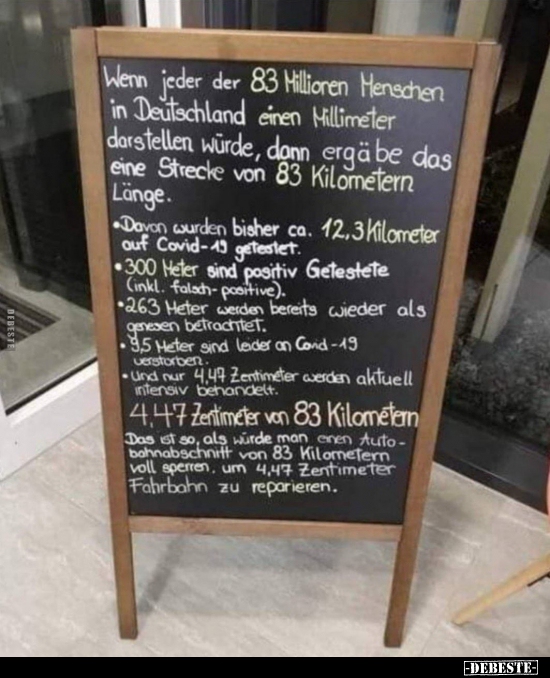 Wenn jeder der 83 Millionen Menschen
in Deutschland einen Millimeter
darstellen würde, dann ergäbe das
eine Strecke von 83 Kilometern
Länge.
•Davon wurden bisher ca. 12,3 Kilometer
auf Covid-19 getestet.
•300 Meter sind positiv Getestete
(inkl. falsch-positive).
•263 Meter werden bereits wieder als
genesen betrachtet.
•9,5 Meter sind leider an Covid-19
verstorben.
•Und nur 4,47 Zentimeter werden aktuell
intensiv behandelt.
4,47 Zentimeter von 83 Kilometern
Das ist so, als würde man einen Auto-
bahnabschnitt von 83 Kilometern
voll sperren, um 4,47 Zentimeter
Fahrbahn zu reparieren.
DEBESTE
-DEBESTE-